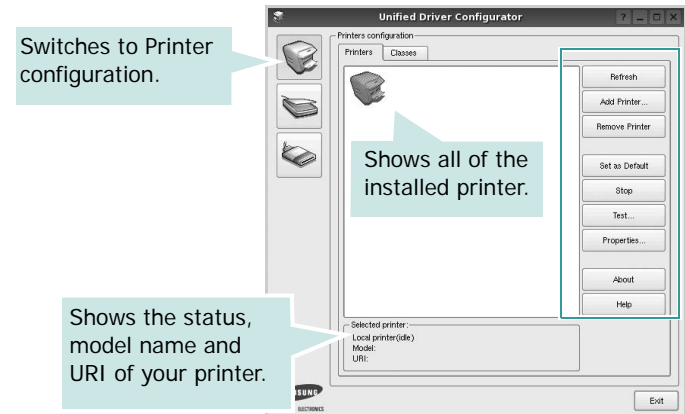 Unified Driver Configurator
Switches to Printer
configuration.
Printers configuration
Printers
Classes
Refresh
Add Printer...
Remove Printer
Shows all of the
installed printer.
Set as Default
Stop
Test...
Properties...
About
Help
Shows the status,
model name and
URI of your printer.
Selected printer:
Local printer(idle)
Model:
URI:
SUNG
ELECTRONICS
Exit